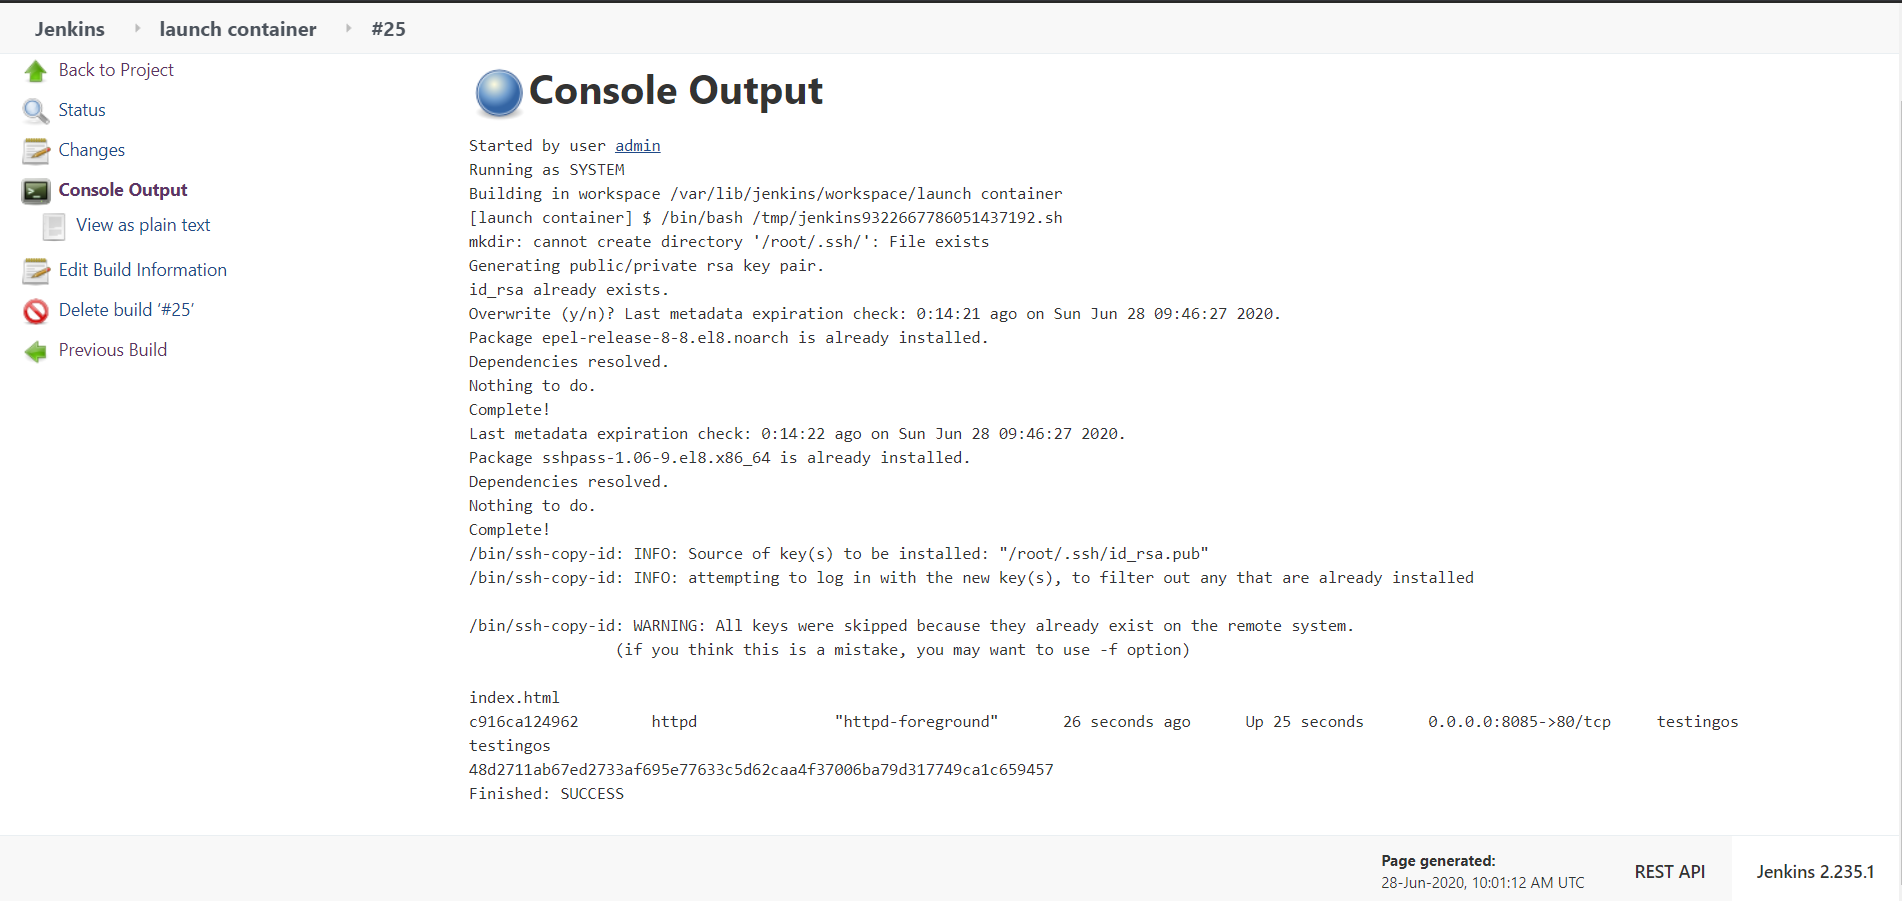 Jenkins
launch container
#25
Back to Project
Status
Changes
Console Output
View as plain text
Edit Build Information
Delete build ‘#25’
Previous Build
Console Output
Started by user admin
Running as SYSTEM
Building in workspace /var/lib/jenkins/workspace/launch container
[launch container] $ /bin/bash /tmp/jenkins9322667786051437192.sh
mkdir: cannot create directory '/root/.ssh/': File exists
Generating public/private rsa key pair.
id_rsa already exists.
Overwrite (y/n)? Last metadata expiration check: 0:14:21 ago on Sun Jun 28 09:46:27 2020.
Package epel-release-8-8.el8.noarch is already installed.
Dependencies resolved.
Nothing to do.
Complete!
Last metadata expiration check: 0:14:22 ago on Sun Jun 28 09:46:27 2020.
Package sshpass-1.06-9.el8.x86_64 is already installed.
Dependencies resolved.
Nothing to do.
Complete!
/bin/ssh-copy-id: INFO: Source of key(s) to be installed: "/root/.ssh/id_rsa.pub"
/bin/ssh-copy-id: INFO: attempting to log in with the new key(s), to filter out any that are already installed
/bin/ssh-copy-id: WARNING: All keys were skipped because they already exist on the remote system.
(if you think this is a mistake, you may want to use -f option)
index.html
c916ca124962 httpd "httpd-foreground" 26 seconds ago Up 25 seconds 0.0.0.0:8085->80/tcp testingos
testingos
48d2711ab67ed2733af695e77633c5d62caa4f37006ba79d317749ca1c659457
Finished: SUCCESS
Page generated:
28-Jun-2020, 10:01:12 AM UTC
REST API
Jenkins 2.235.1